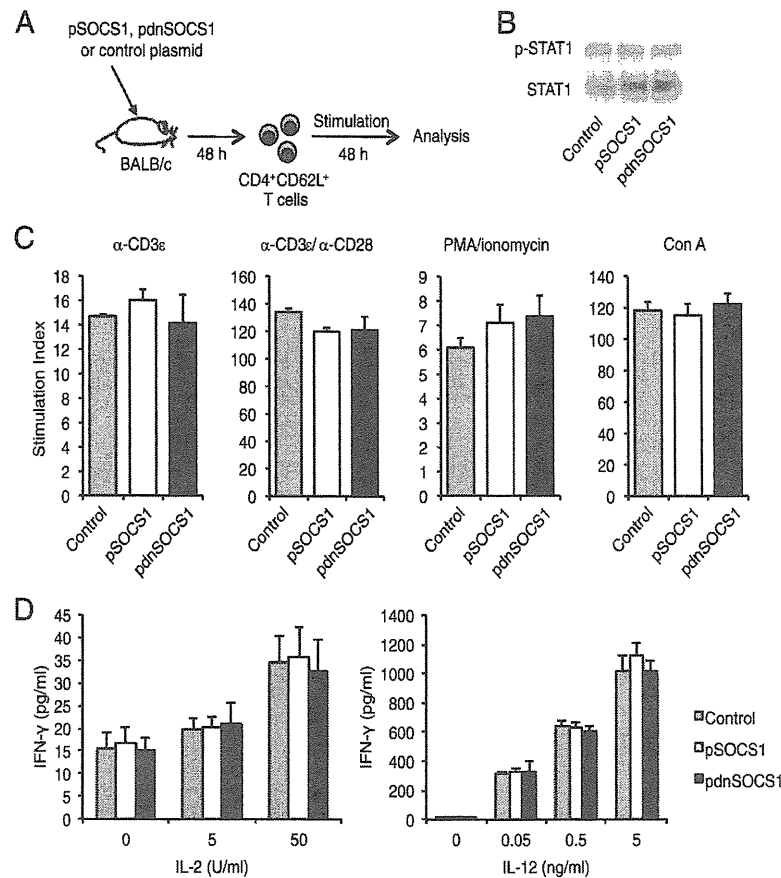 A
pSOCS1, pdnSOCS1
or control plasmid
BALB/c
48 h
CD4⁺CD62L⁺
T cells
Stimulation
48 h
Analysis
B
p-STAT1
STAT1
Control
pSOCS1
pdnSOCS1
C
Stimulation Index
α-CD3ε
18
16
14
12
10
8
6
4
2
0
Control
pSOCS1
pdnSOCS1
α-CD3ε/ α-CD28
160
140
120
100
80
60
40
20
0
Control
pSOCS1
pdnSOCS1
PMA/ionomycin
9
8
7
6
5
4
3
2
1
0
Control
pSOCS1
pdnSOCS1
Con A
140
120
100
80
60
40
20
0
Control
pSOCS1
pdnSOCS1
D
IFN-γ (pg/ml)
45
40
35
30
25
20
15
10
5
0
0 5 50
IL-2 (U/ml)
IFN-γ (pg/ml)
1400
1200
1000
800
600
400
200
0
0 0.05 0.5 5
IL-12 (ng/ml)
Control
pSOCS1
pdnSOCS1